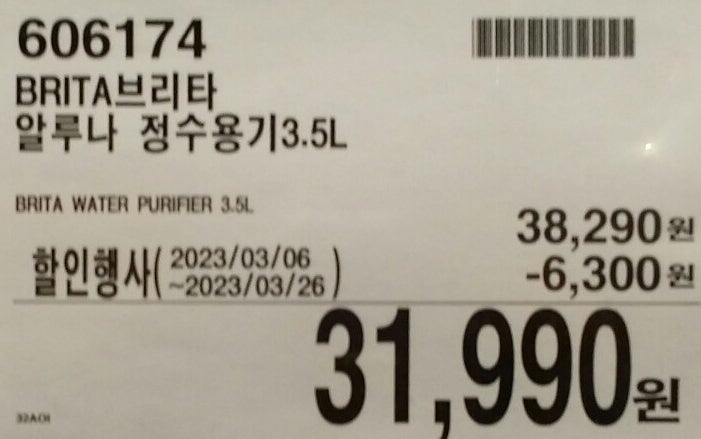 606174
BRITA브리타
알루나 정수용기3.5L
BRITA WATER PURIFIER 3.5L
38,290원
할인행사( 2023/03/06 ~2023/03/26 )
-6,300원
31,990원